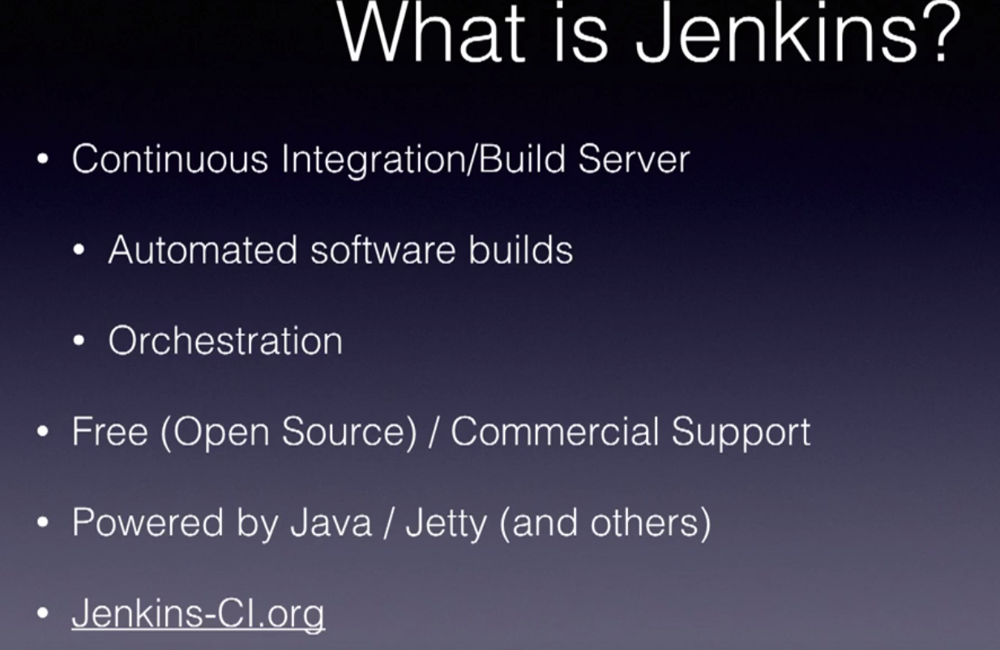 What is Jenkins?
• Continuous Integration/Build Server
• Automated software builds
• Orchestration
• Free (Open Source) / Commercial Support
• Powered by Java / Jetty (and others)
• Jenkins-CI.org